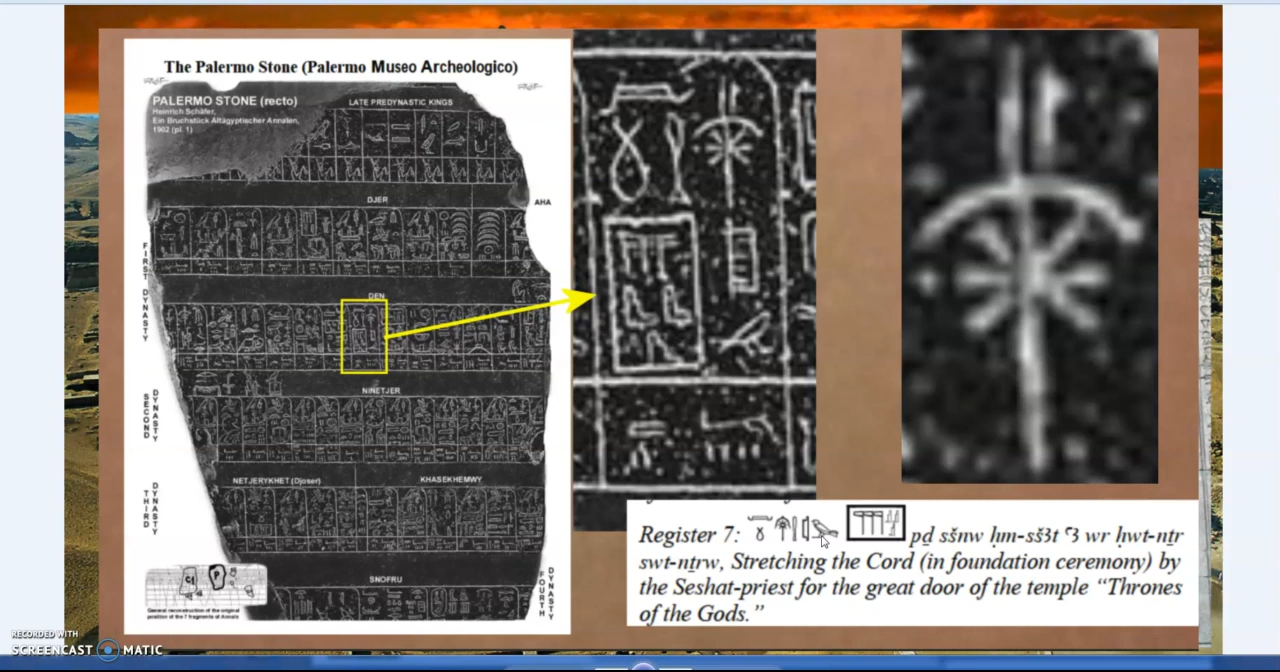 The Palermo Stone (Palermo Museo Archeologico)
PALERMO STONE (recto)
Heinrich Schäfer,
Ein Bruchstück Altägyptischer Annalen,
1902 (pl. 1)
LATE PREDYNASTIC KINGS
DJER
AHA
FIRST DYNASTY
DEN
NINETJER
SECOND DYNASTY
NETJERYKHET (Djoser)
KHASEKHEMWY
THIRD DYNASTY
SNOFRU
FOURTH DYNASTY
General reconstruction of the original
position of the 7 fragments of Annals
Register 7: pḏ sšnw ḥm-sš3t ꜥ3 wr ḥwt-nṯr
swt-nṯrw, Stretching the Cord (in foundation ceremony) by
the Seshat-priest for the great door of the temple “Thrones
of the Gods.”
RECORDED WITH
SCREENCAST MATIC